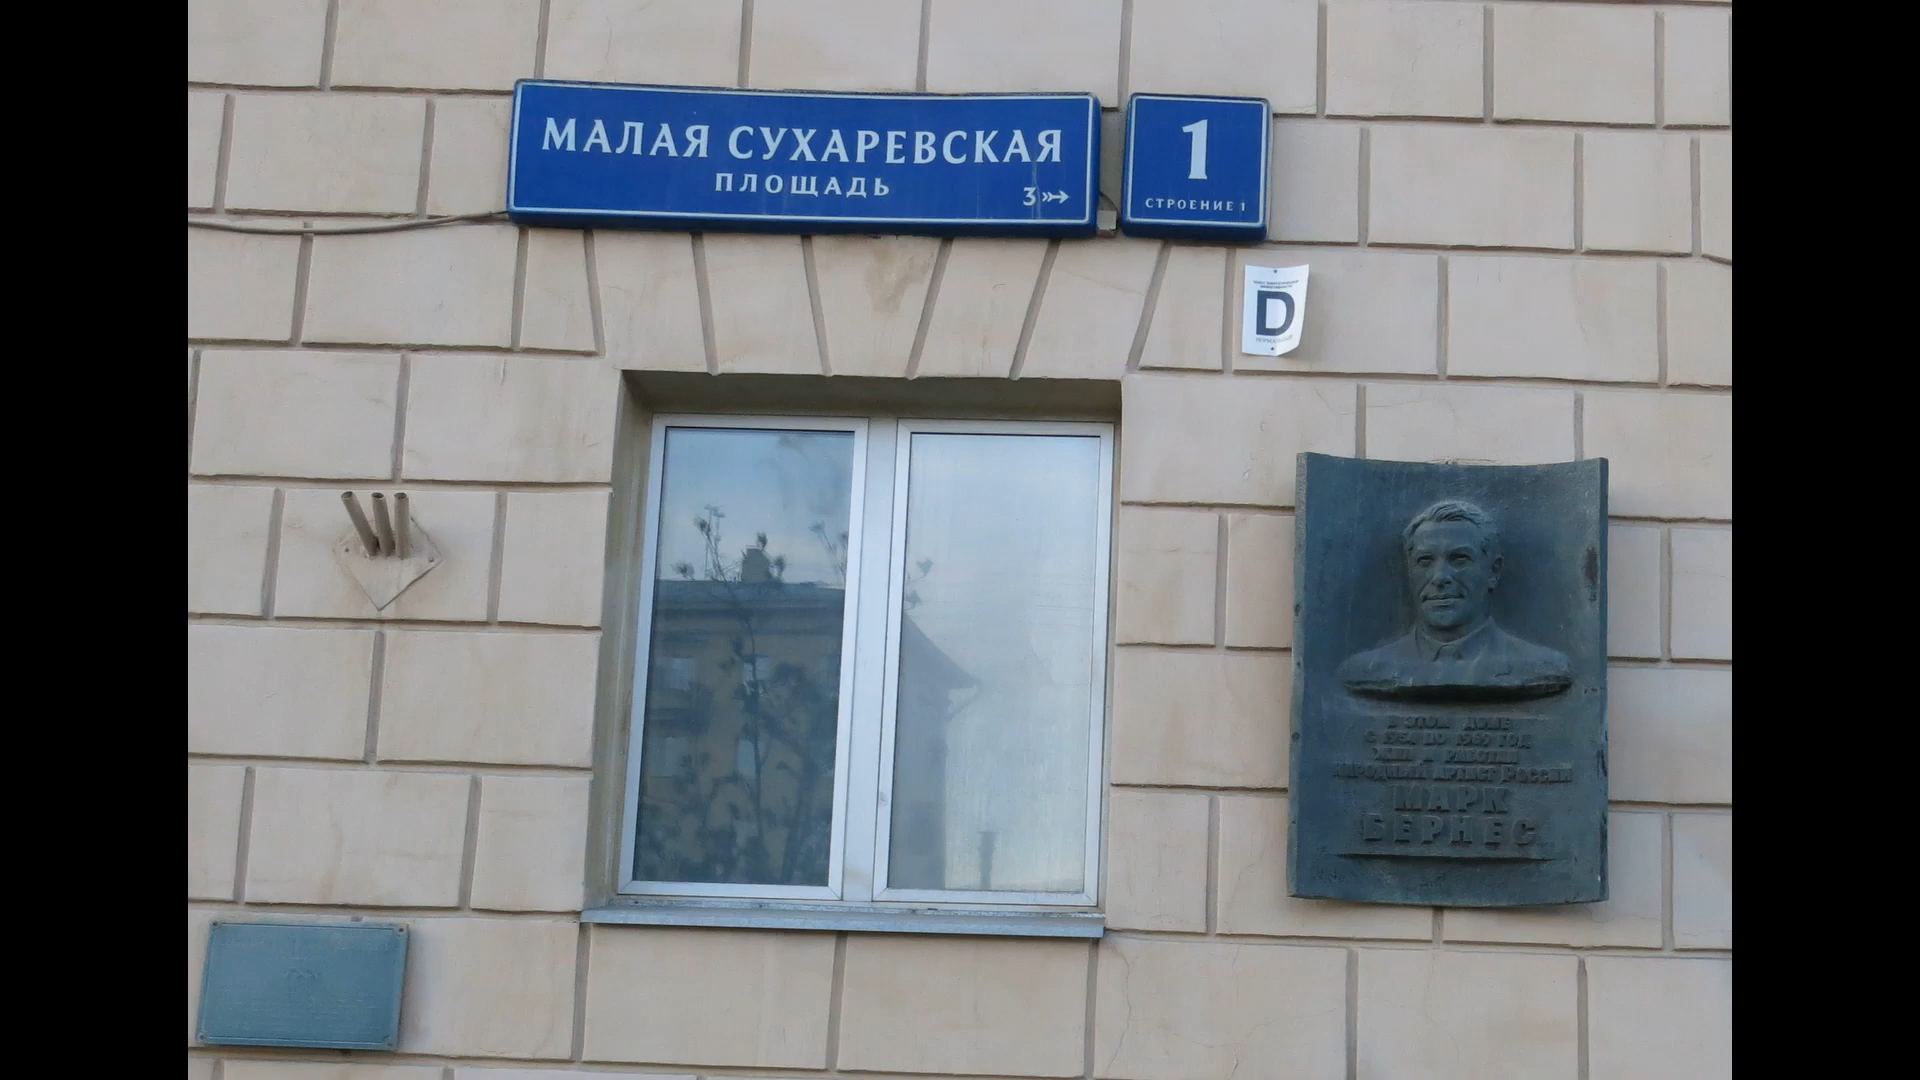 МАЛАЯ СУХАРЕВСКАЯ
ПЛОЩАДЬ
3
1
СТРОЕНИЕ 1
D
В ЭТОМ ДОМЕ
С 1954 ПО 1969 ГОД
ЖИЛ И РАБОТАЛ
НАРОДНЫЙ АРТИСТ РОССИИ
МАРК
БЕРНЕС